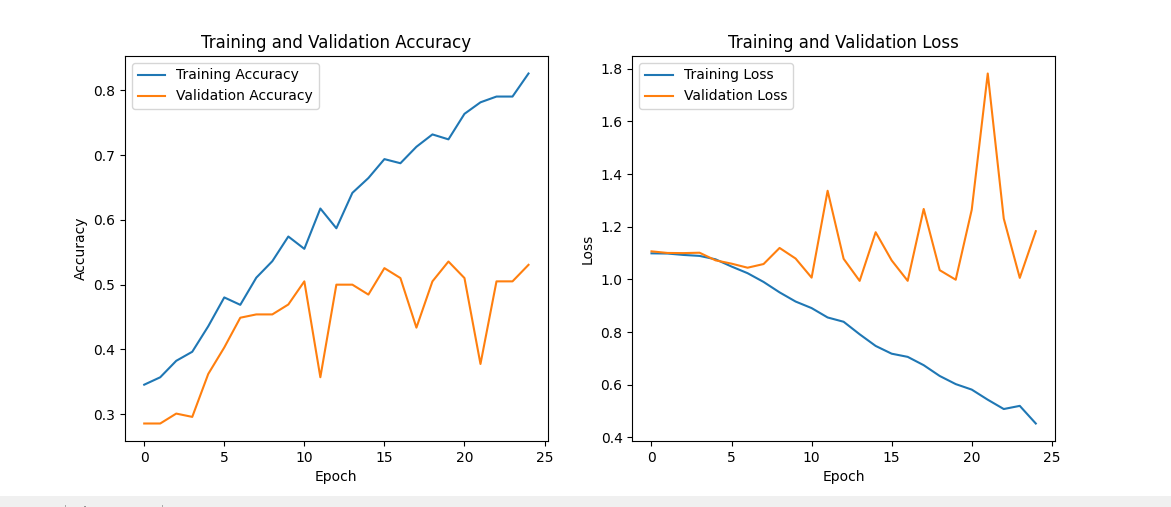 Training and Validation Accuracy
Training Accuracy
Validation Accuracy
Accuracy
0.8
0.7
0.6
0.5
0.4
0.3
0 5 10 15 20 25
Epoch
Training and Validation Loss
Training Loss
Validation Loss
Loss
1.8
1.6
1.4
1.2
1.0
0.8
0.6
0.4
0 5 10 15 20 25
Epoch